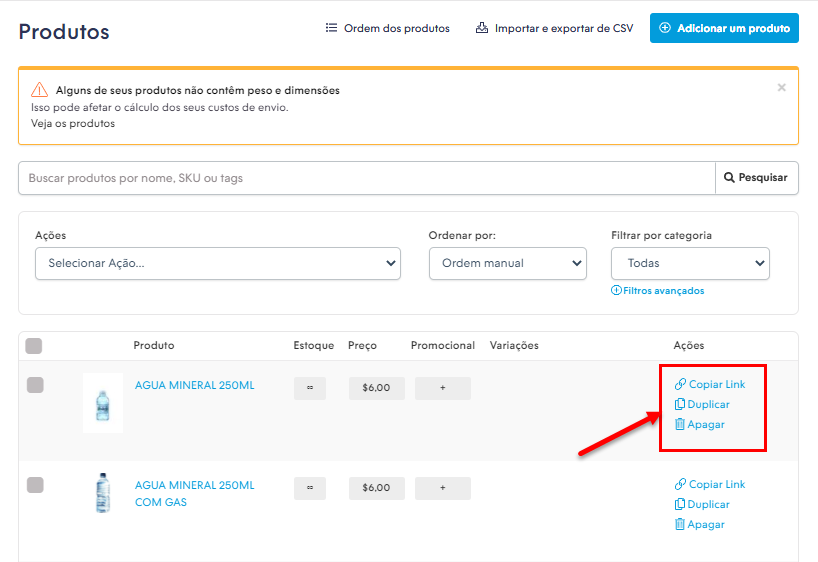 Produtos
Ordem dos produtos
Importar e exportar de CSV
Adicionar um produto
Alguns de seus produtos não contêm peso e dimensões
Isso pode afetar o cálculo dos seus custos de envio.
Veja os produtos
×
Buscar produtos por nome, SKU ou tags
Pesquisar
Ações
Ordenar por:
Filtrar por categoria
Selecionar Ação...
Ordem manual
Todas
Filtros avançados
Produto
Estoque
Preço
Promocional
Variações
Ações
AGUA MINERAL 250ML
∞
$6,00
+
Copiar Link
Duplicar
Apagar
AGUA MINERAL 250ML
COM GAS
∞
$6,00
+
Copiar Link
Duplicar
Apagar